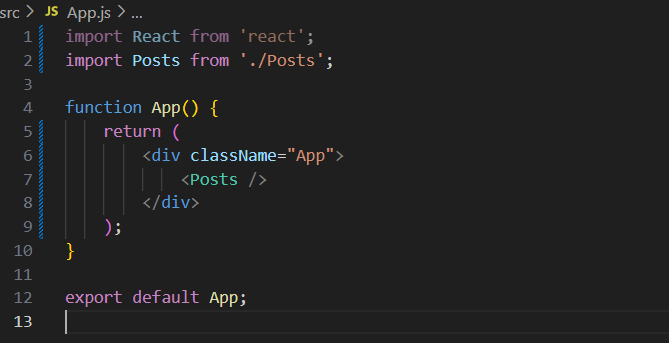 src > JS App.js > ...
1 import React from 'react';
2 import Posts from './Posts';
3
4 function App() {
5     return (
6         <div className="App">
7             <Posts />
8         </div>
9     );
10 }
11
12 export default App;
13